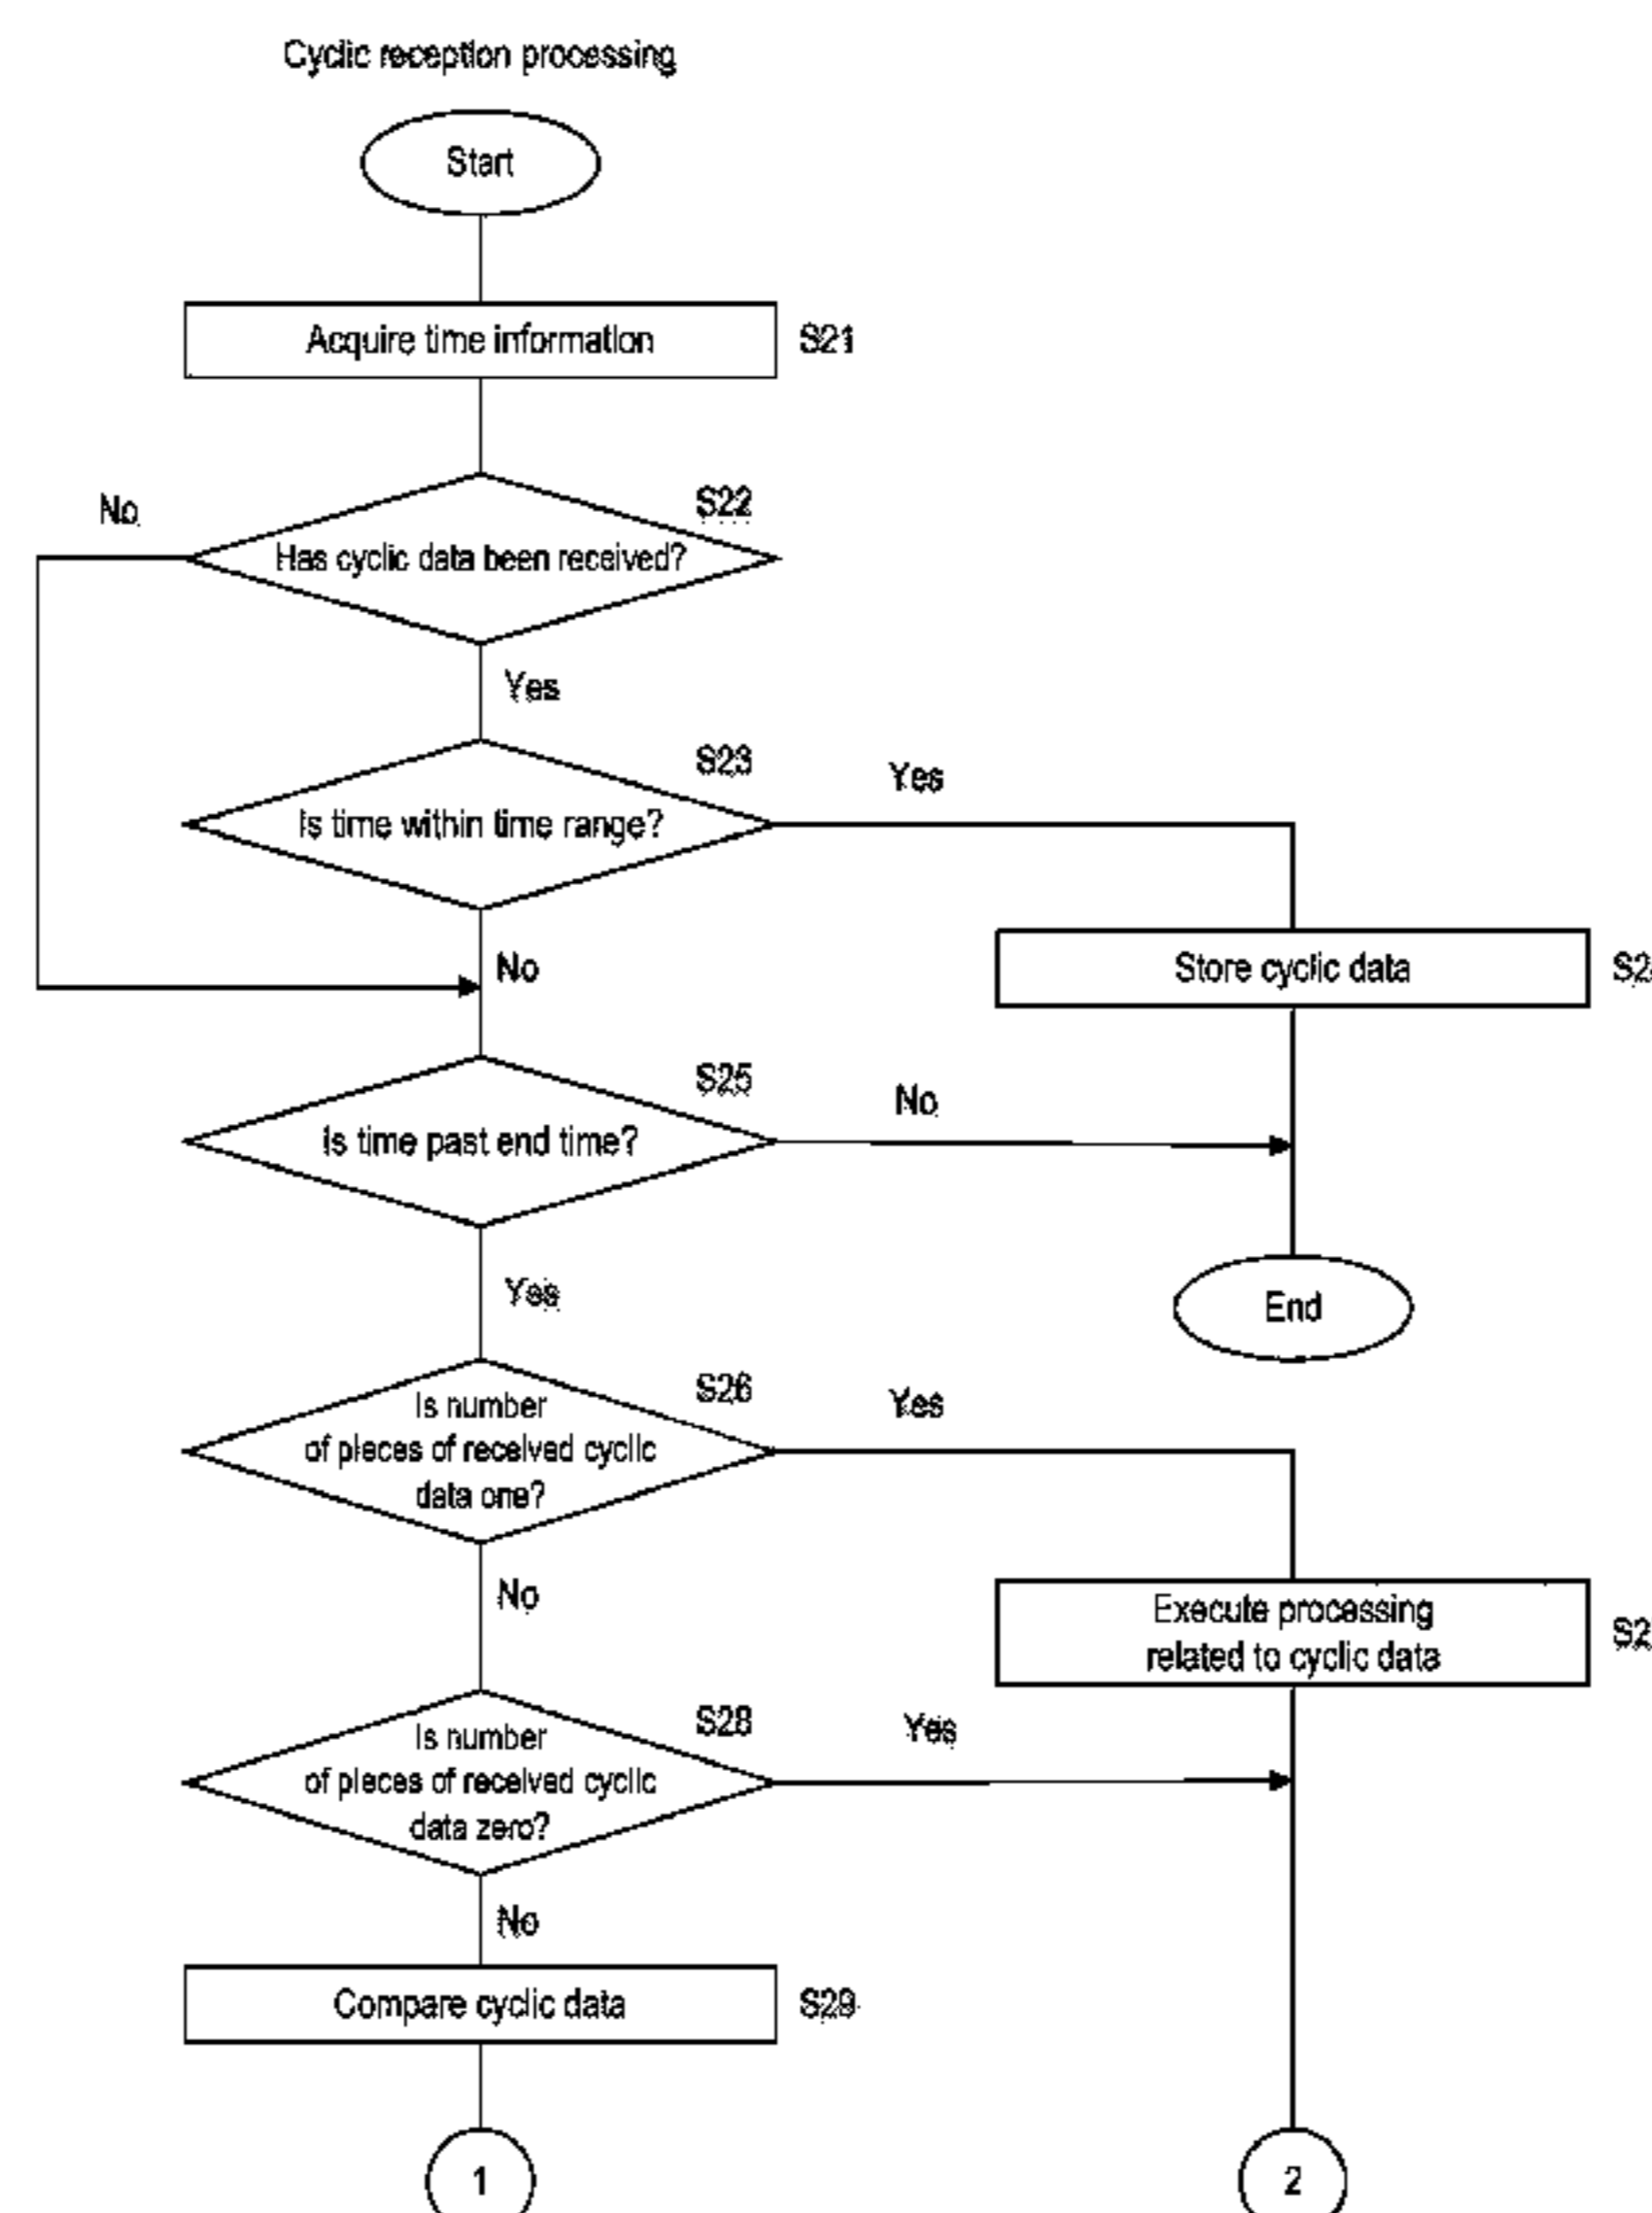 Cyclic reception processing
Start
Acquire time information
S21
No
S22
Has cyclic data been received?
Yes
S23
Yes
Is time within time range?
No
Store cyclic data
S25
No
Is time past end time?
Yes
End
S26
Yes
Is number
of pieces of received cyclic
data one?
No
Execute processing
related to cyclic data
S28
Yes
Is number
of pieces of received cyclic
data zero?
No
Compare cyclic data
S29
1
2